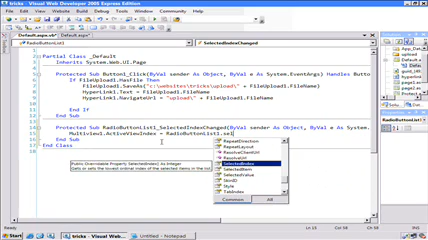 tricks - Visual Web Developer 2005 Express Edition
File Edit View Website Build Debug Tools Window Community Help
Default.aspx.vb* Default.aspx*
RadioButtonList1 SelectedIndexChanged
Partial Class _Default
Inherits System.Web.UI.Page
Protected Sub Button1_Click(ByVal sender As Object, ByVal e As System.EventArgs) Handles Button
If FileUpload1.HasFile Then
FileUpload1.SaveAs("c:\websites\tricks\upload\" + FileUpload1.FileName)
HyperLink1.Text = FileUpload1.FileName
HyperLink1.NavigateUrl = "upload\" + FileUpload1.FileName
End If
End Sub
Protected Sub RadioButtonList1_SelectedIndexChanged(ByVal sender As Object, ByVal e As System.
Multiview1.ActiveViewIndex = RadioButtonList1.sel
End Sub
End Class
RepeatDirection
RepeatLayout
ResolveClientUrl
ResolveUrl
SelectedIndex
SelectedItem
SelectedValue
SkinID
Style
TabIndex
Common All
Public Overridable Property SelectedIndex() As Integer
Gets or sets the lowest ordinal index of the selected items in the list.
tricks - Visual Web D... Untitled - Notepad